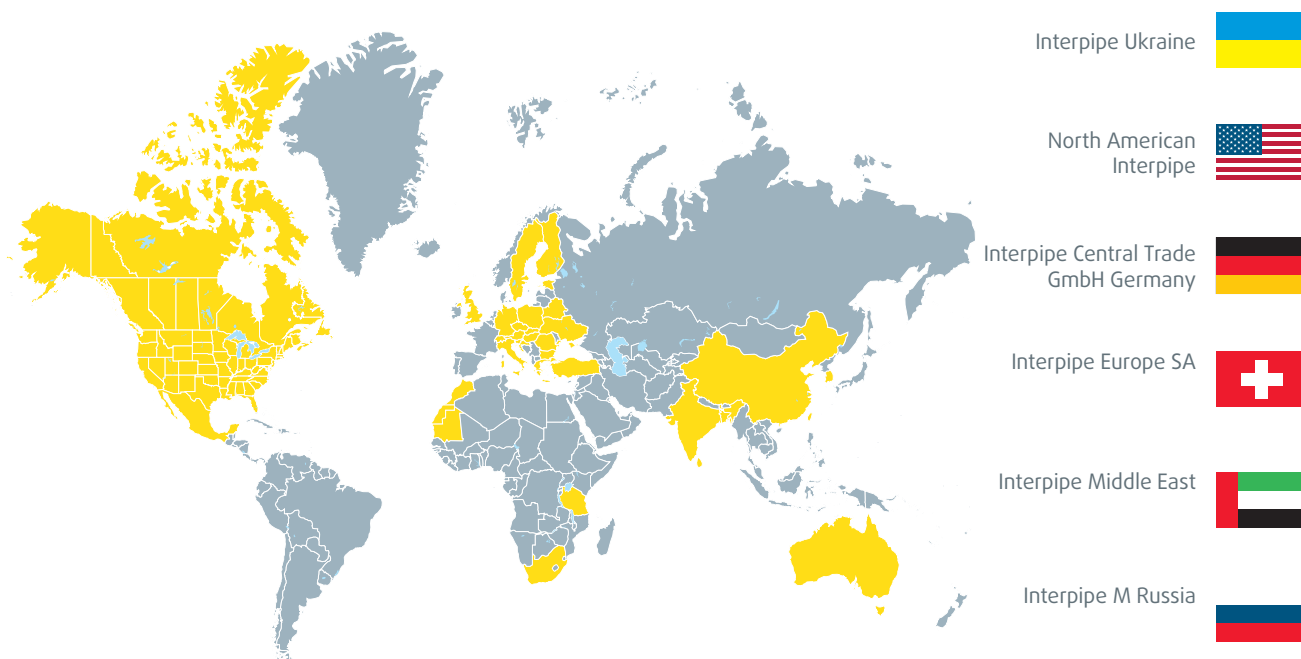 Interpipe Ukraine
North American
Interpipe
Interpipe Central Trade
GmbH Germany
Interpipe Europe SA
Interpipe Middle East
Interpipe M Russia